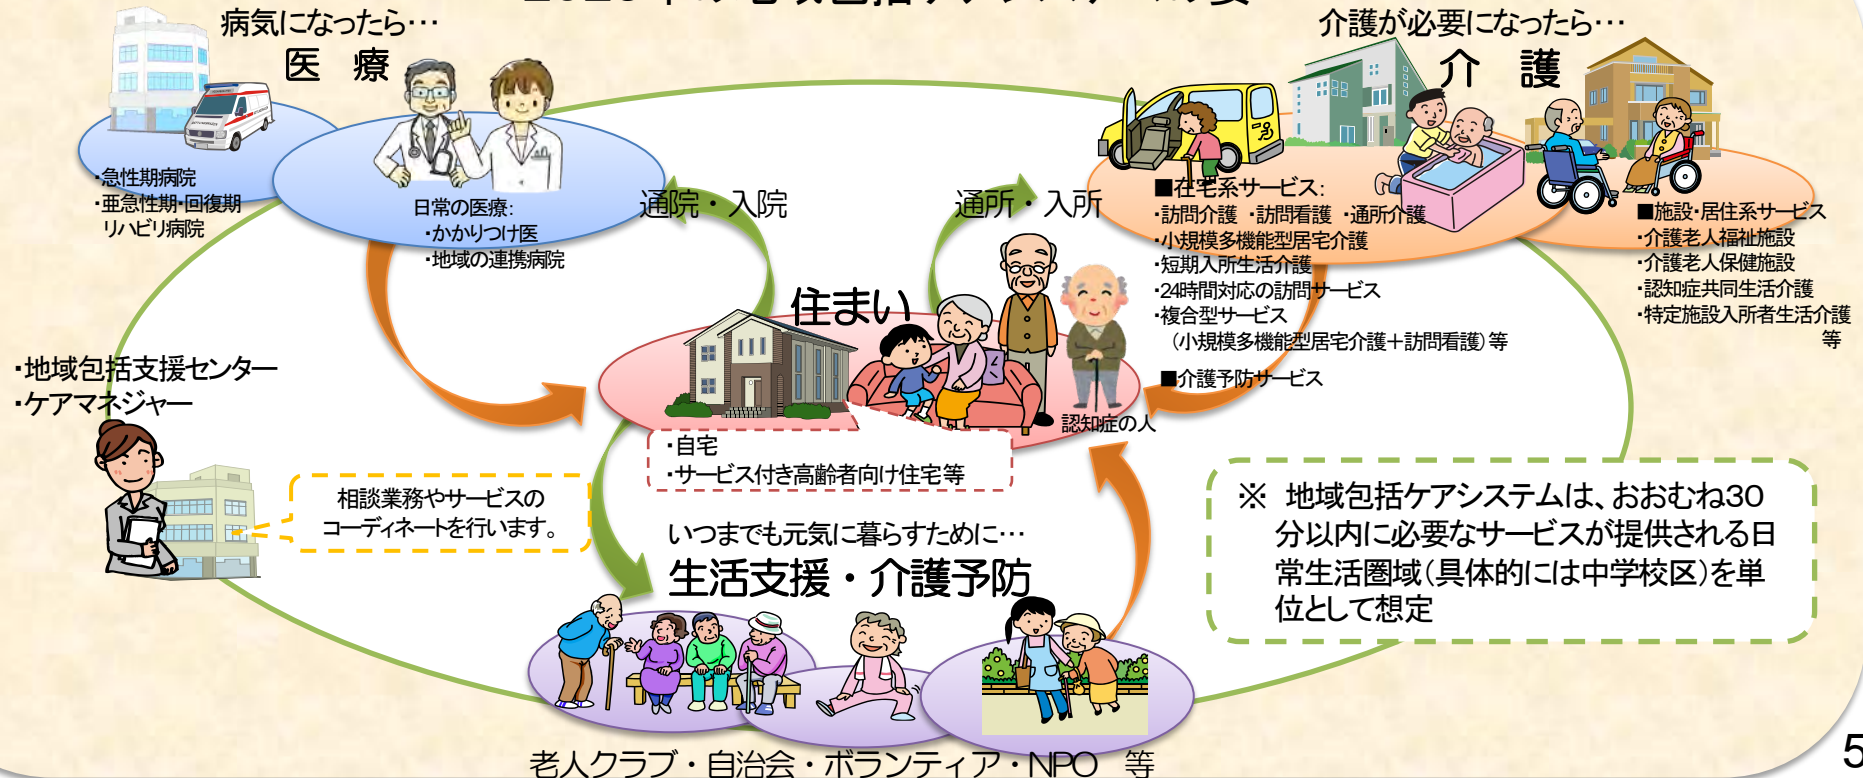 病気になったら…
医 療
・急性期病院
・亜急性期・回復期
リハビリ病院
日常の医療:
・かかりつけ医
・地域の連携病院
通院・入院
通所・入所
介護が必要になったら…
介 護
■在宅系サービス:
・訪問介護 ・訪問看護 ・通所介護
・小規模多機能型居宅介護
・短期入所生活介護
・24時間対応の訪問サービス
・複合型サービス
(小規模多機能型居宅介護+訪問看護)等
■介護予防サービス
■施設・居住系サービス
・介護老人福祉施設
・介護老人保健施設
・認知症共同生活介護
・特定施設入所者生活介護
等
住まい
認知症の人
・自宅
・サービス付き高齢者向け住宅等
・地域包括支援センター
・ケアマネジャー
相談業務やサービスの
コーディネートを行います。
いつまでも元気に暮らすために…
生活支援・介護予防
老人クラブ・自治会・ボランティア・NPO 等
※ 地域包括ケアシステムは、おおむね30
分以内に必要なサービスが提供される日
常生活圏域(具体的には中学校区)を単
位として想定
5